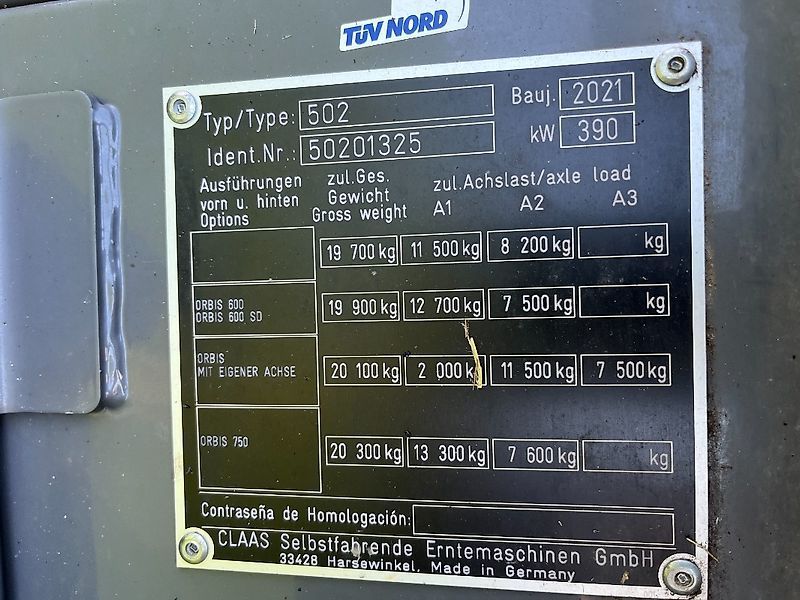 TÜV NORD
Typ/Type: 502 Bauj. 2021
Ident.Nr.: 50201325 kW 390
Ausführungen zul.Ges. zul.Achslast/axle load
vorn u. hinten Gewicht
Options Gross weight A1 A2 A3
19 700 kg 11 500 kg 8 200 kg kg
ORBIS 600
ORBIS 600 SD 19 900 kg 12 700 kg 7 500 kg kg
ORBIS
MIT EIGENER ACHSE 20 100 kg 2 000 kg 11 500 kg 7 500 kg
ORBIS 750 20 300 kg 13 300 kg 7 600 kg kg
Contraseña de Homologación:
CLAAS Selbstfahrende Erntemaschinen GmbH
33428 Harsewinkel, Made in Germany